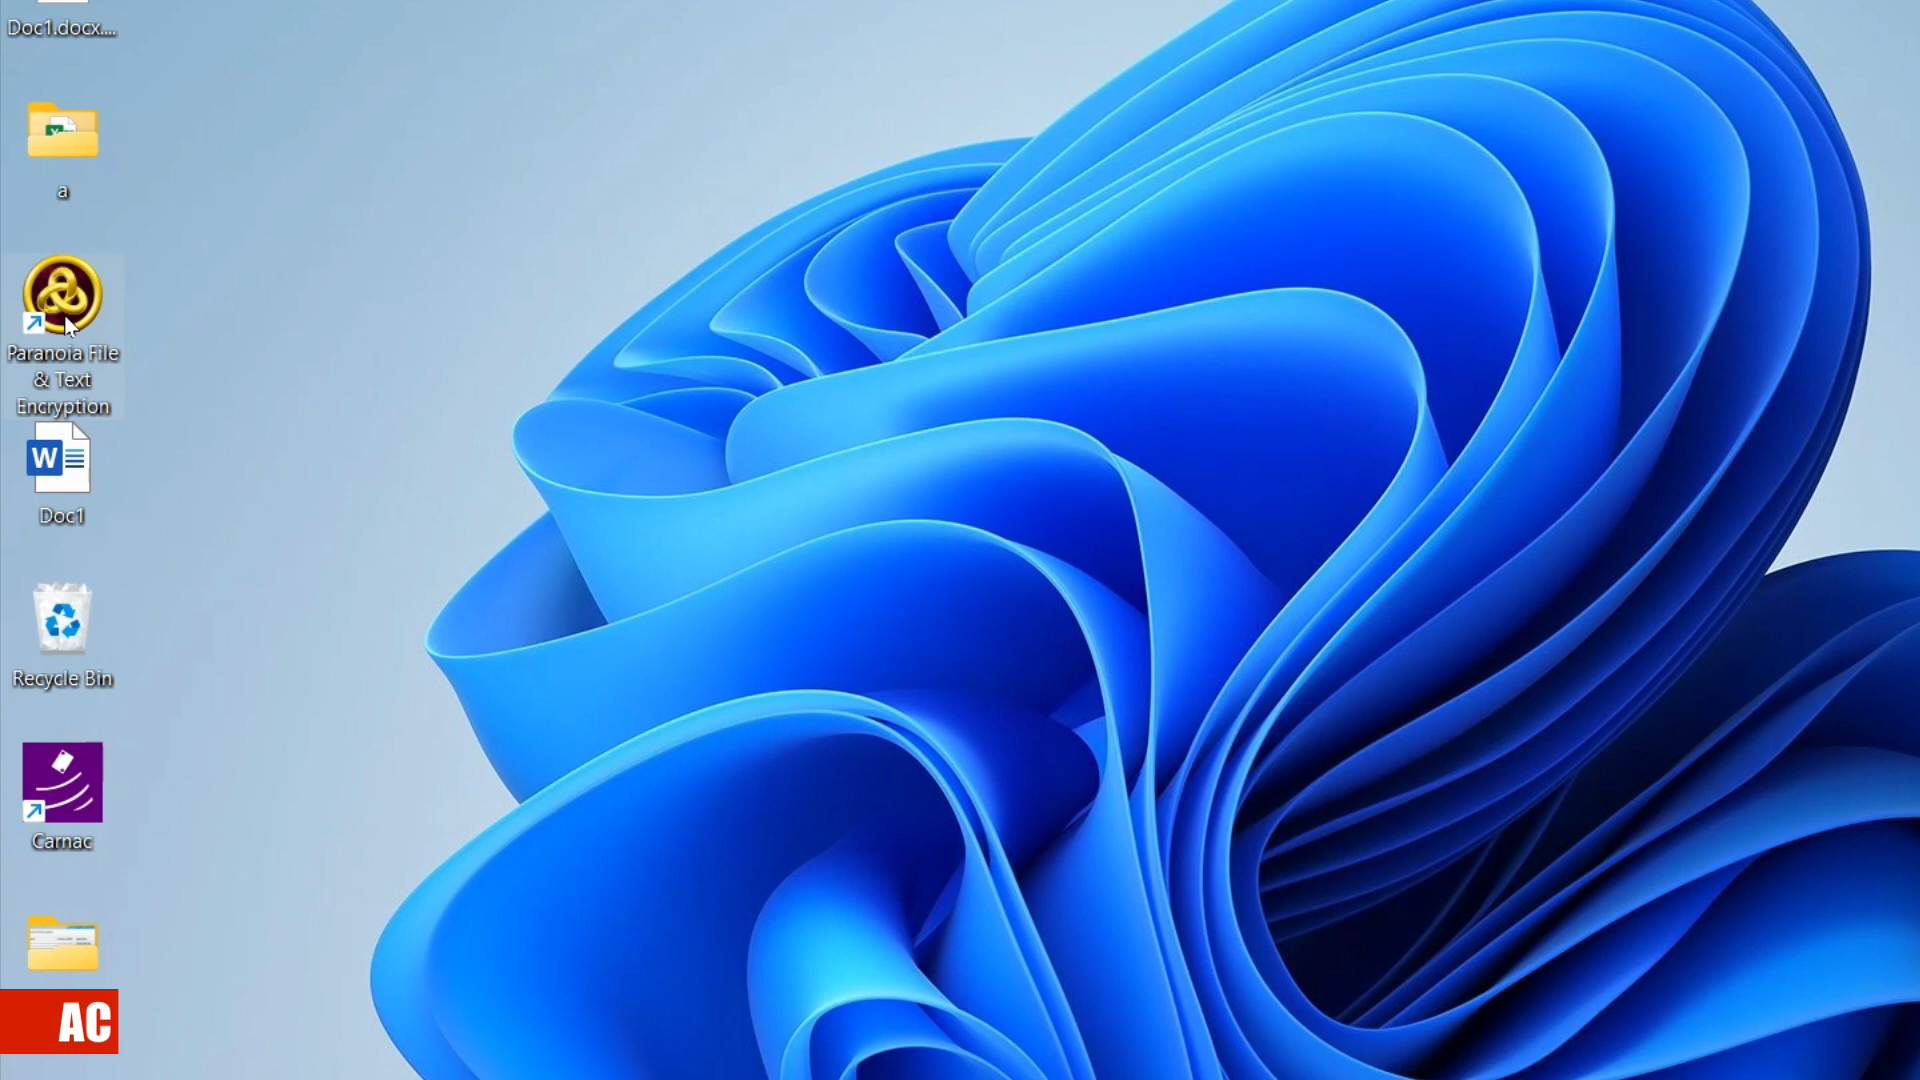 Doc1.docx....
a
Paranoia File
& Text
Encryption
W
Doc1
Recycle Bin
Carnac
AC